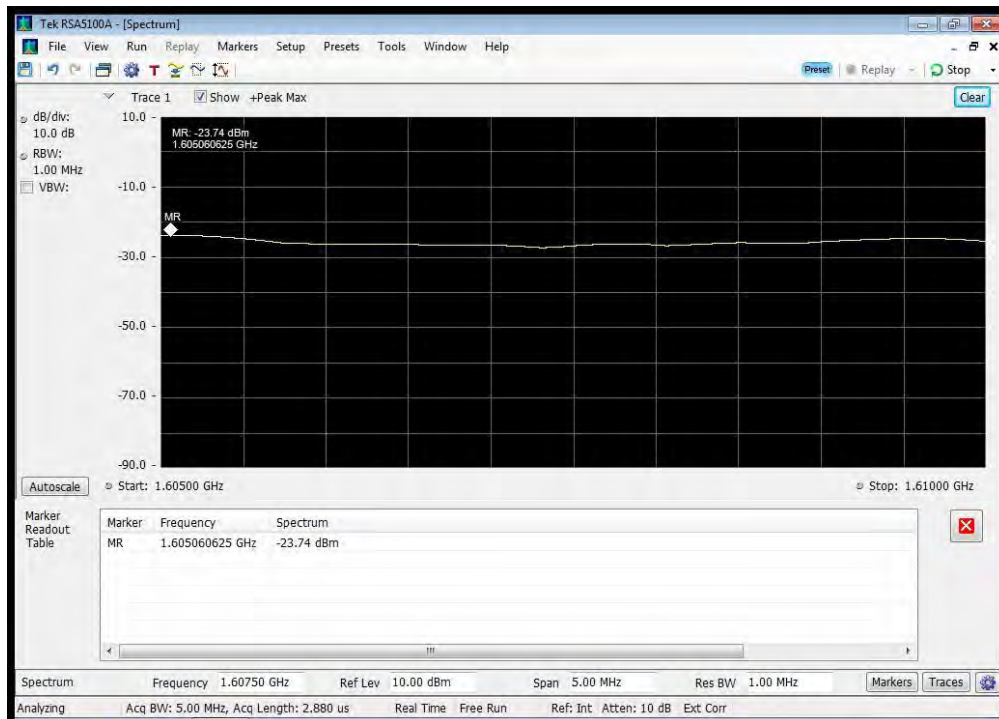 Tek RSA5100A - [Spectrum]
File View Run Replay Markers Setup Presets Tools Window Help
T
Preset Replay Stop
Trace 1 Show +Peak Max Clear
dB/div:
10.0 dB
RBW:
1.00 MHz
VBW:
10.0
MR: -23.74 dBm
1.605060625 GHz
-10.0
MR
-30.0
-50.0
-70.0
-90.0
Autoscale Start: 1.60500 GHz Stop: 1.61000 GHz
Marker
Readout
Table
Marker Frequency Spectrum
MR 1.605060625 GHz -23.74 dBm
Spectrum Frequency 1.60750 GHz Ref Lev 10.00 dBm Span 5.00 MHz Res BW 1.00 MHz Markers Traces
Analyzing Acq BW: 5.00 MHz, Acq Length: 2.880 us Real Time Free Run Ref: Int Atten: 10 dB Ext Corr